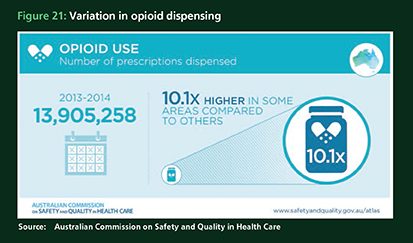 Figure 21: Variation in opioid dispensing
OPIOID USE
Number of prescriptions dispensed
2013-2014
13,905,258
10.1x HIGHER IN SOME
AREAS COMPARED
TO OTHERS
10.1x
AUSTRALIAN COMMISSION
ON SAFETY AND QUALITY IN HEALTH CARE
www.safetyandquality.gov.au/atlas
Source: Australian Commission on Safety and Quality in Health Care